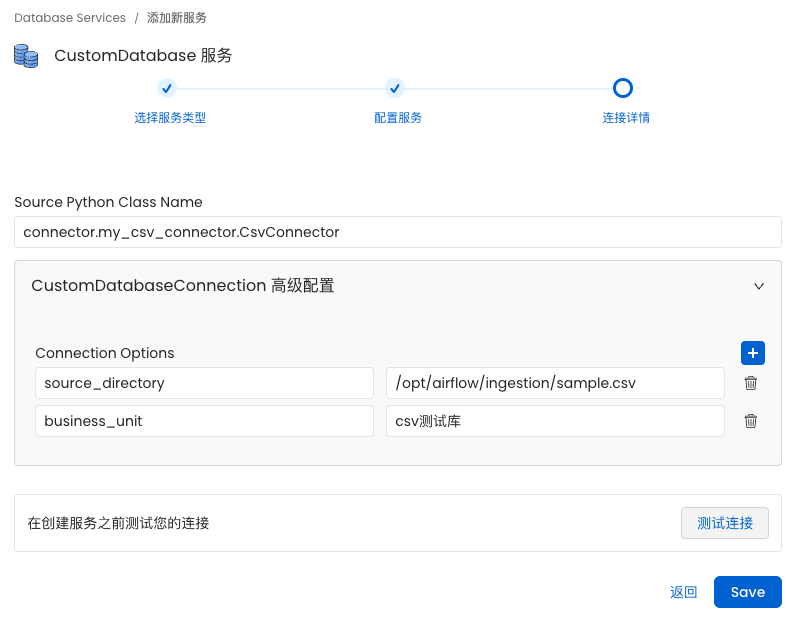 Database Services / 添加新服务
CustomDatabase 服务
选择服务类型 配置服务 连接详情
Source Python Class Name
connector.my_csv_connector.CsvConnector
CustomDatabaseConnection 高级配置
Connection Options
source_directory /opt/airflow/ingestion/sample.csv
business_unit csv测试库
在创建服务之前测试您的连接 测试连接
返回 Save